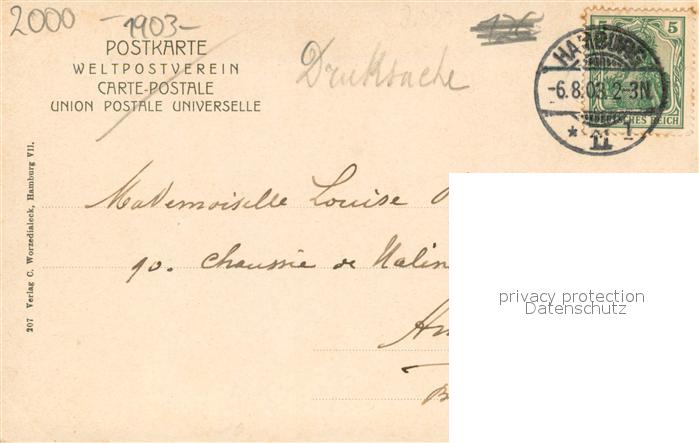 2000 -1903-
POSTKARTE
WELTPOSTVEREIN
CARTE-POSTALE
UNION POSTALE UNIVERSELLE
Drucksache
5 5
HAMBURG
-6.8.03.2-3N.
* 11
DEUTSCHES REICH
Mademoiselle Louise
90. Chaussée de Malin
privacy protection
Datenschutz
207 Verlag C. Worzedialeck, Hamburg VII.